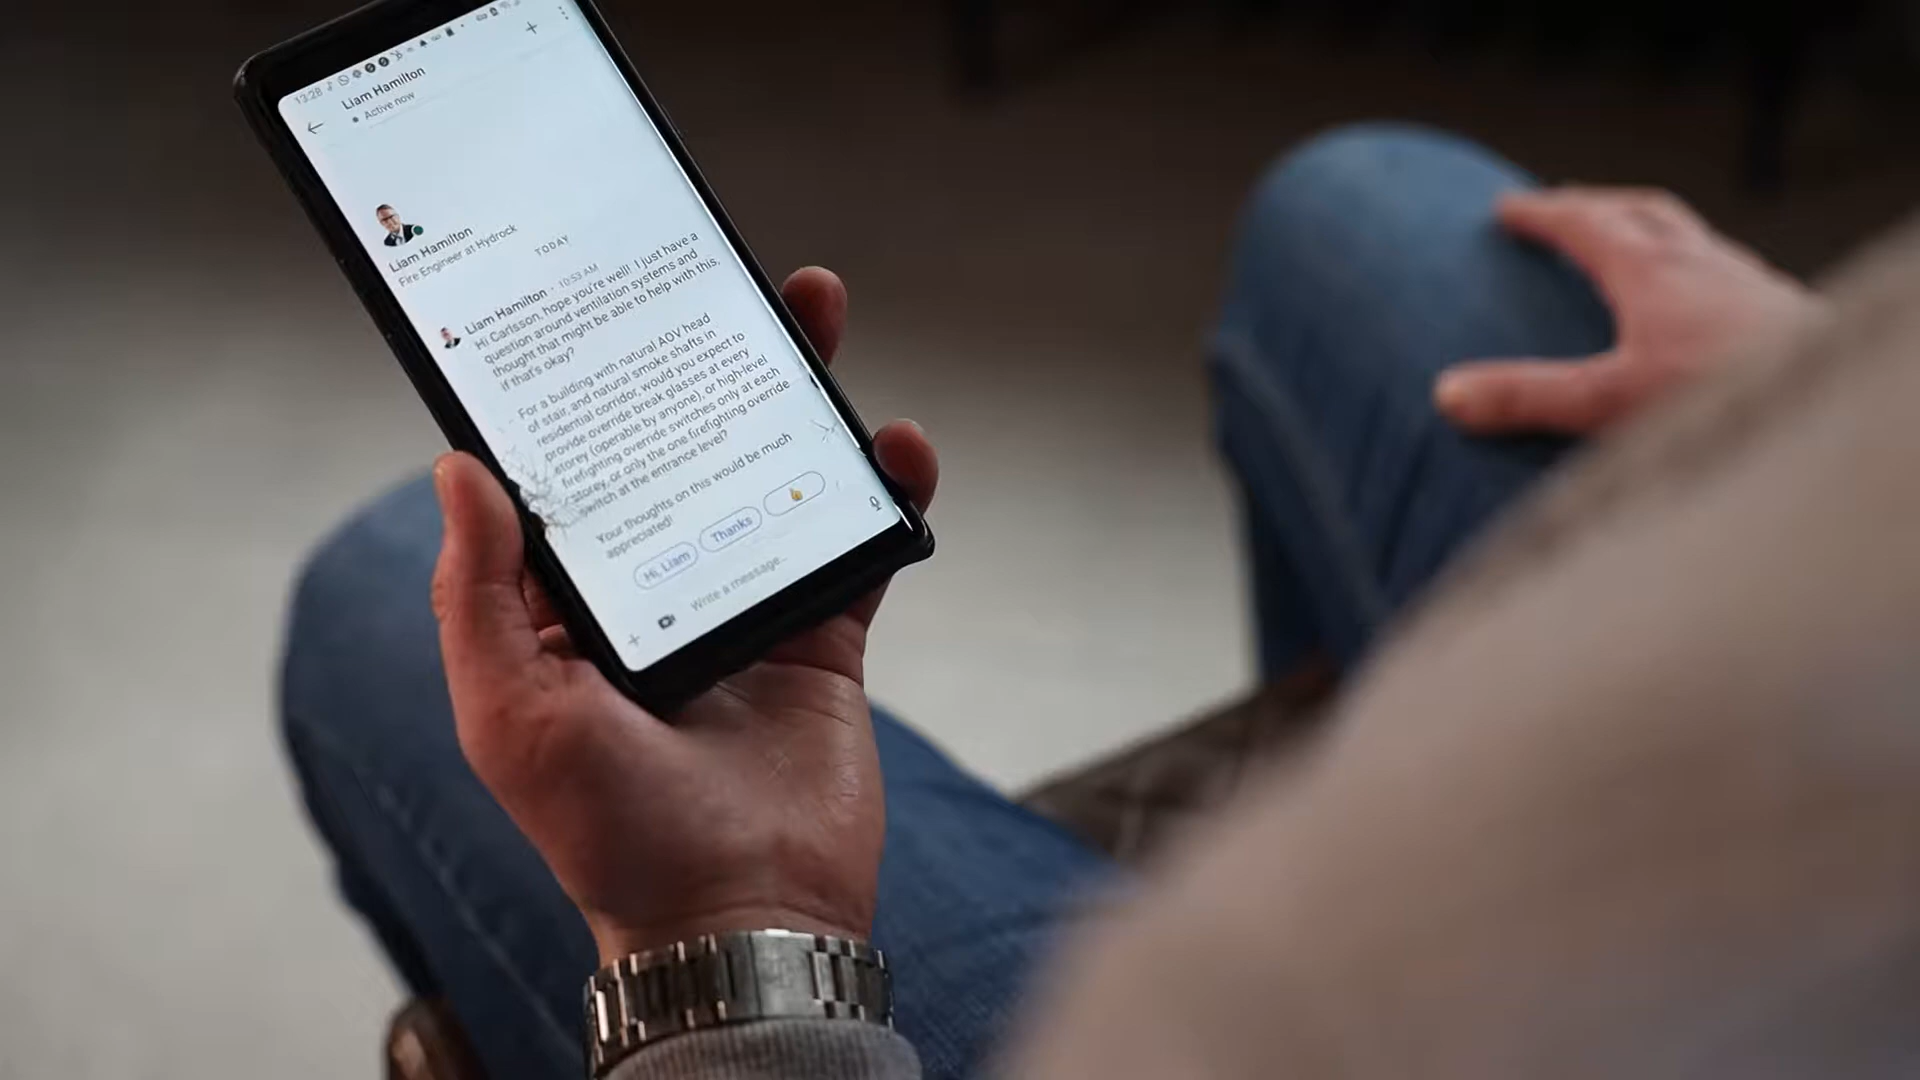 13:28
Liam Hamilton
Active now
Liam Hamilton
Fire Engineer at Hydrock
TODAY
Liam Hamilton · 10:53 AM
Hi Carlsson, hope you're well! I just have a
question around ventilation systems and
thought that might be able to help with this,
if that's okay?
For a building with natural AOV head
of stair, and natural smoke shafts in
residential corridor, would you expect to
provide override break glasses at every
storey (operable by anyone), or high-level
firefighting override switches only at each
storey, or only the one firefighting override
switch at the entrance level?
Your thoughts on this would be much
appreciated!
Hi, Liam
Thanks
Write a message...